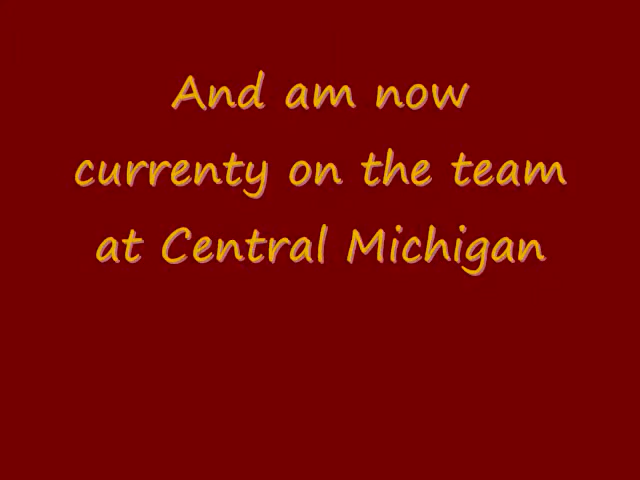 And am now
currenty on the team
at Central Michigan